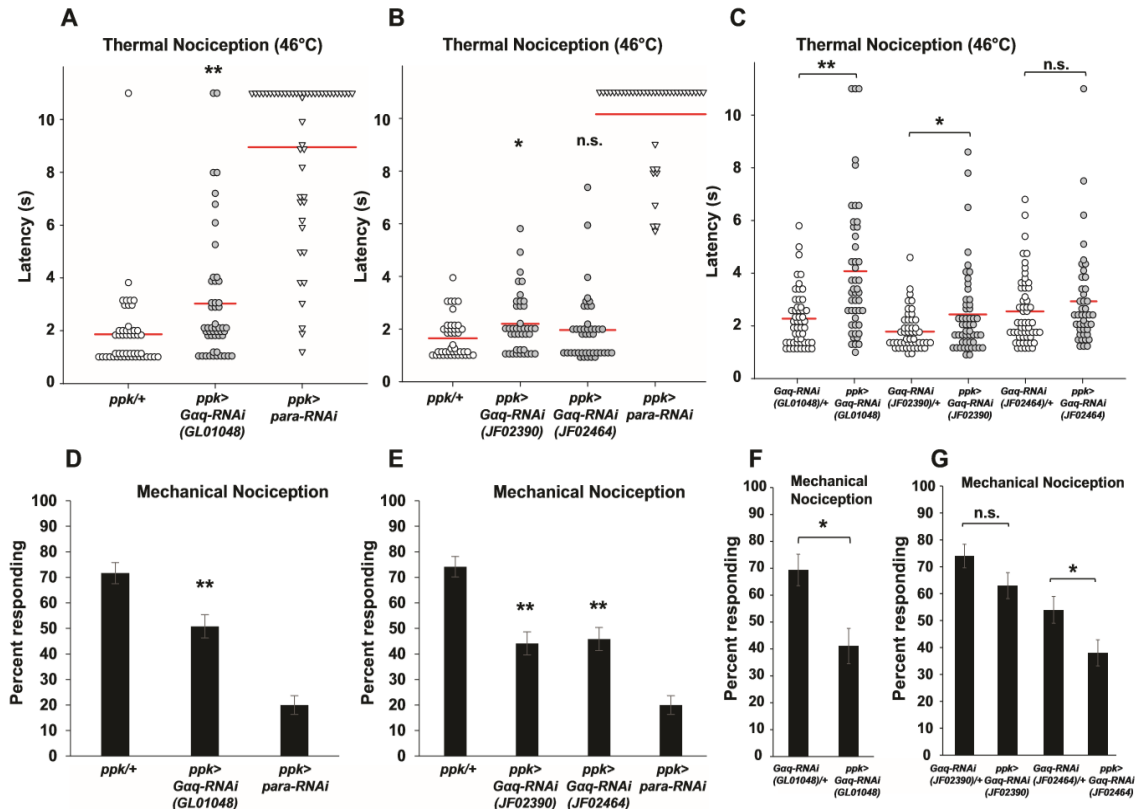 A
Thermal Nociception (46°C)
**
Latency (s)
10
8
6
4
2
0
ppk/+
ppk>
Gαq-RNAi
(GL01048)
ppk>
para-RNAi
B
Thermal Nociception (46°C)
*
n.s.
Latency (s)
10
8
6
4
2
0
ppk/+
ppk>
Gαq-RNAi
(JF02390)
ppk>
Gαq-RNAi
(JF02464)
ppk>
para-RNAi
C
Thermal Nociception (46°C)
**
*
n.s.
Latency (s)
10
8
6
4
2
0
Gαq-RNAi
(GL01048)/+
ppk>
Gαq-RNAi
(GL01048)
Gαq-RNAi
(JF02390)/+
ppk>
Gαq-RNAi
(JF02390)
Gαq-RNAi
(JF02464)/+
ppk>
Gαq-RNAi
(JF02464)
D
Mechanical Nociception
Percent responding
100
90
80
70
60
50
40
30
20
10
0
**
ppk/+
ppk>
Gαq-RNAi
(GL01048)
ppk>
para-RNAi
E
Mechanical Nociception
Percent responding
100
90
80
70
60
50
40
30
20
10
0
**
**
ppk/+
ppk>
Gαq-RNAi
(JF02390)
ppk>
Gαq-RNAi
(JF02464)
ppk>
para-RNAi
F
Mechanical
Nociception
Percent responding
100
90
80
70
60
50
40
30
20
10
0
*
Gαq-RNAi
(GL01048)/+
ppk>
Gαq-RNAi
(GL01048)
G
Mechanical Nociception
Percent responding
100
90
80
70
60
50
40
30
20
10
0
n.s.
*
Gαq-RNAi
(JF02390)/+
ppk>
Gαq-RNAi
(JF02390)
Gαq-RNAi
(JF02464)/+
ppk>
Gαq-RNAi
(JF02464)